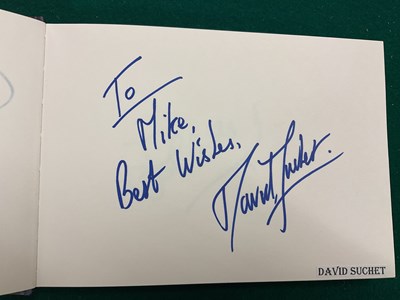 To
Mike,
Best Wishes,
David Suchet.
DAVID SUCHET